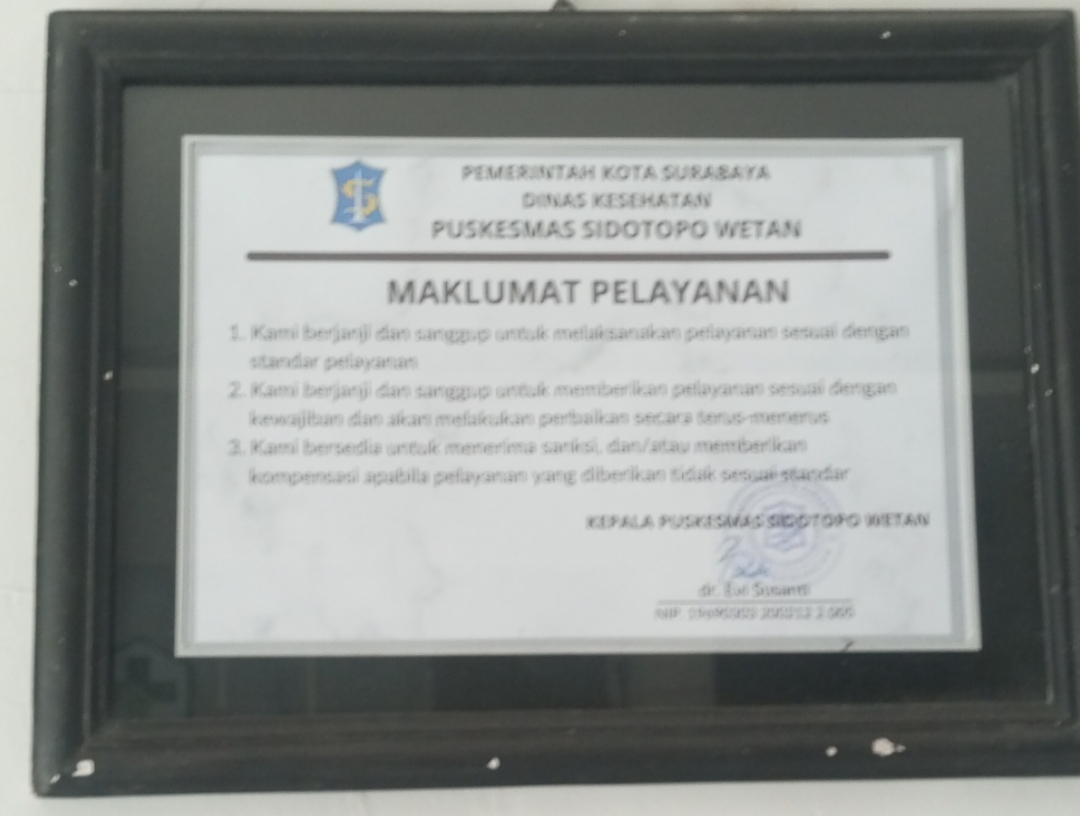 PEMERINTAH KOTA SURABAYA
DINAS KESEHATAN
PUSKESMAS SIDOTOPO WETAN
MAKLUMAT PELAYANAN
1. Kami berjanji dan sanggup untuk melaksanakan pelayanan sesuai dengan
standar pelayanan
2. Kami berjanji dan sanggup untuk memberikan pelayanan sesuai dengan
kewajiban dan akan melakukan perbaikan secara terus-menerus
3. Kami bersedia untuk menerima sanksi, dan/atau memberikan
kompensasi apabila pelayanan yang diberikan tidak sesuai standar
KEPALA PUSKESMAS SIDOTOPO WETAN
dr. Susanti
NIP.